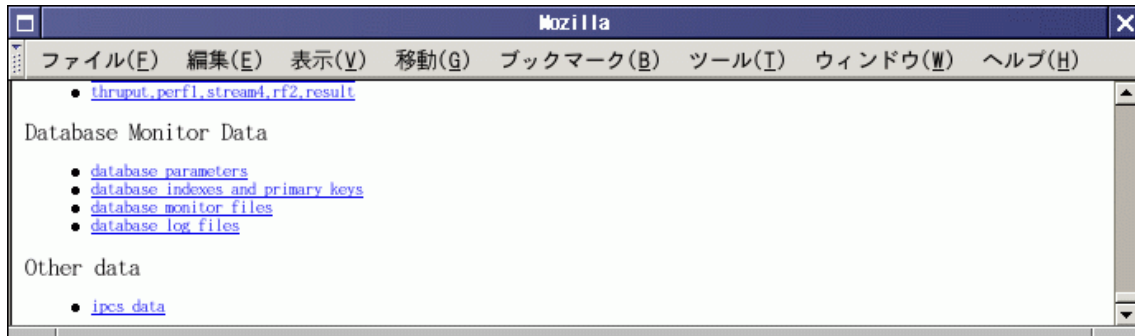 Mozilla
ファイル(F) 編集(E) 表示(V) 移動(G) ブックマーク(B) ツール(T) ウィンドウ(W) ヘルプ(H)
thruput.perf1.stream4.rf2.result
Database Monitor Data
database parameters
database indexes and primary keys
database monitor files
database log files
Other data
ipcs data